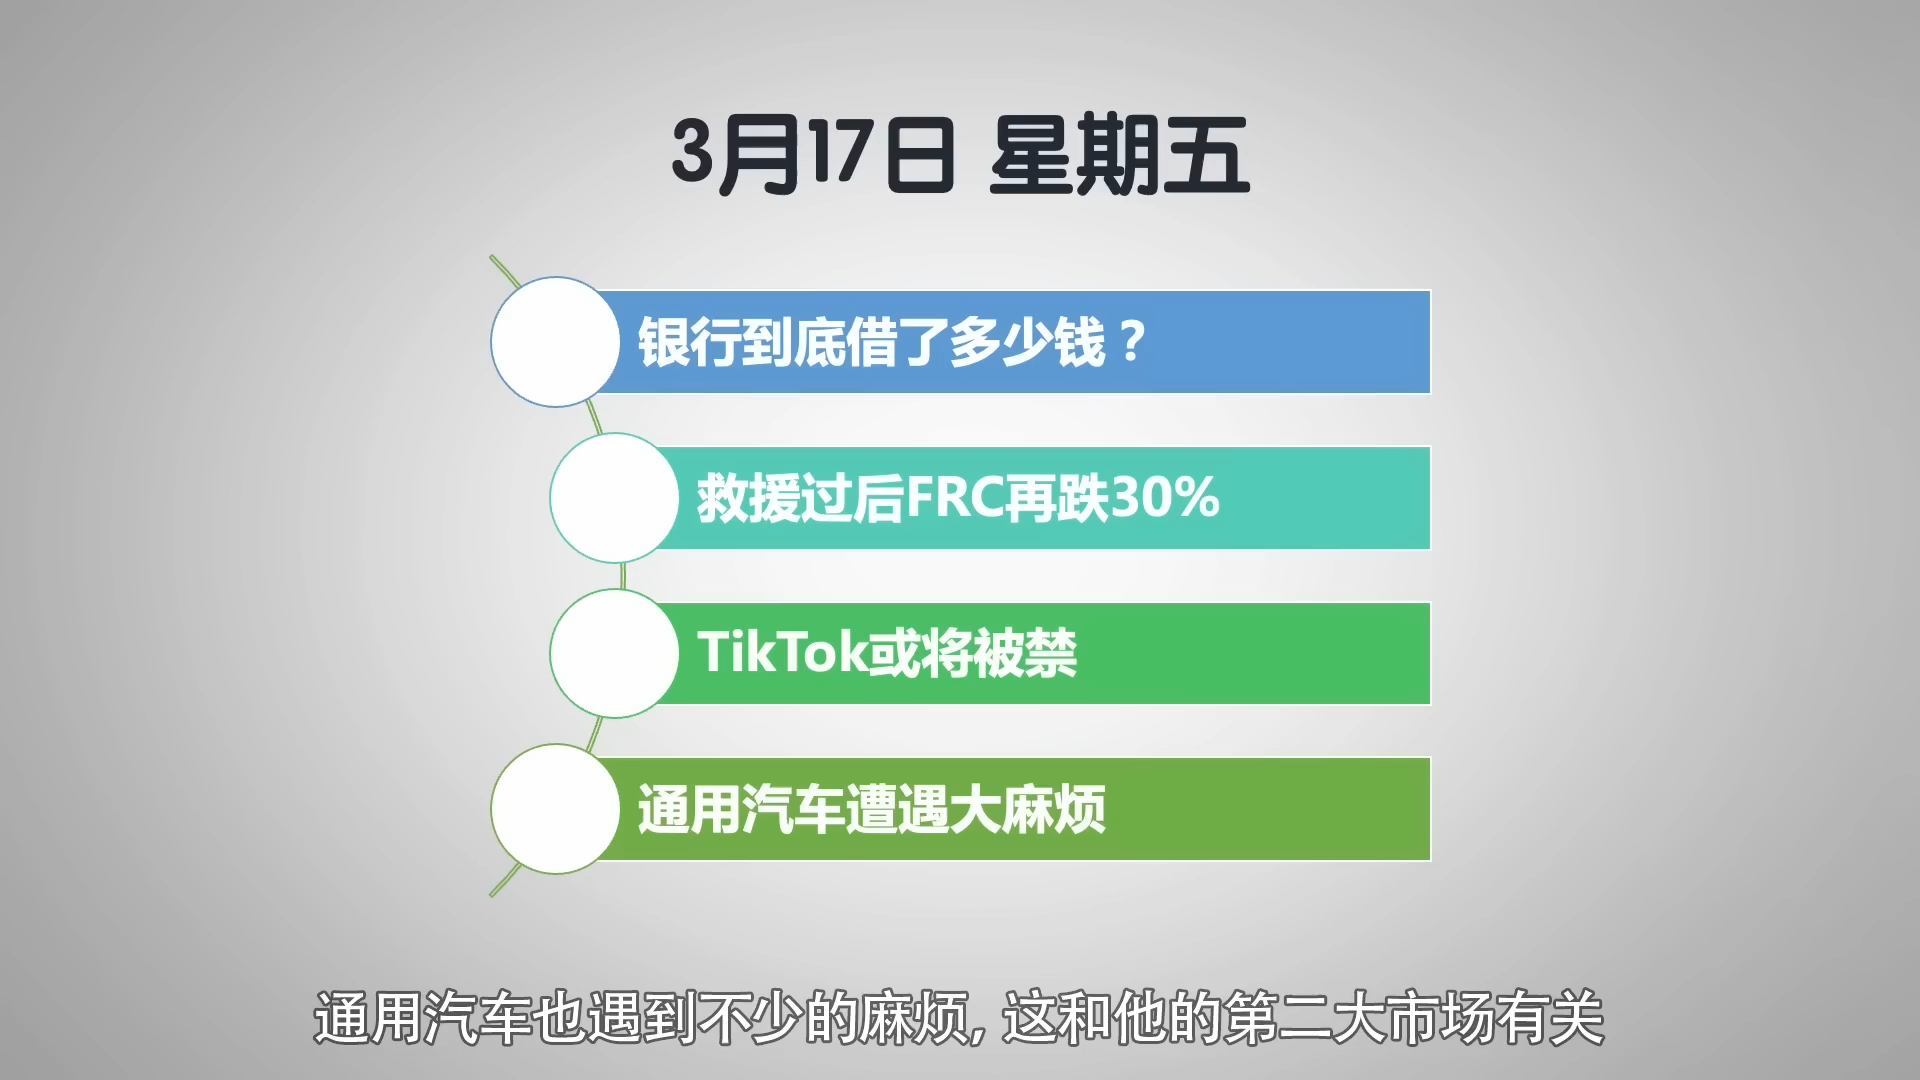 3月17日 星期五
银行到底借了多少钱？
救援过后FRC再跌30%
TikTok或将被禁
通用汽车遭遇大麻烦
通用汽车也遇到不少的麻烦, 这和他的第二大市场有关